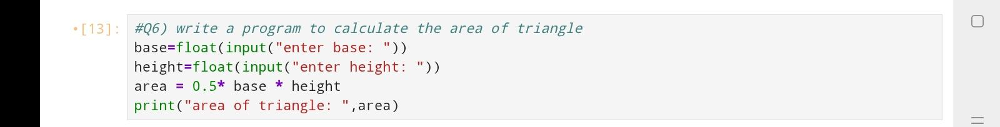 •[13]:
#Q6) write a program to calculate the area of triangle
base=float(input("enter base: "))
height=float(input("enter height: "))
area = 0.5* base * height
print("area of triangle: ",area)